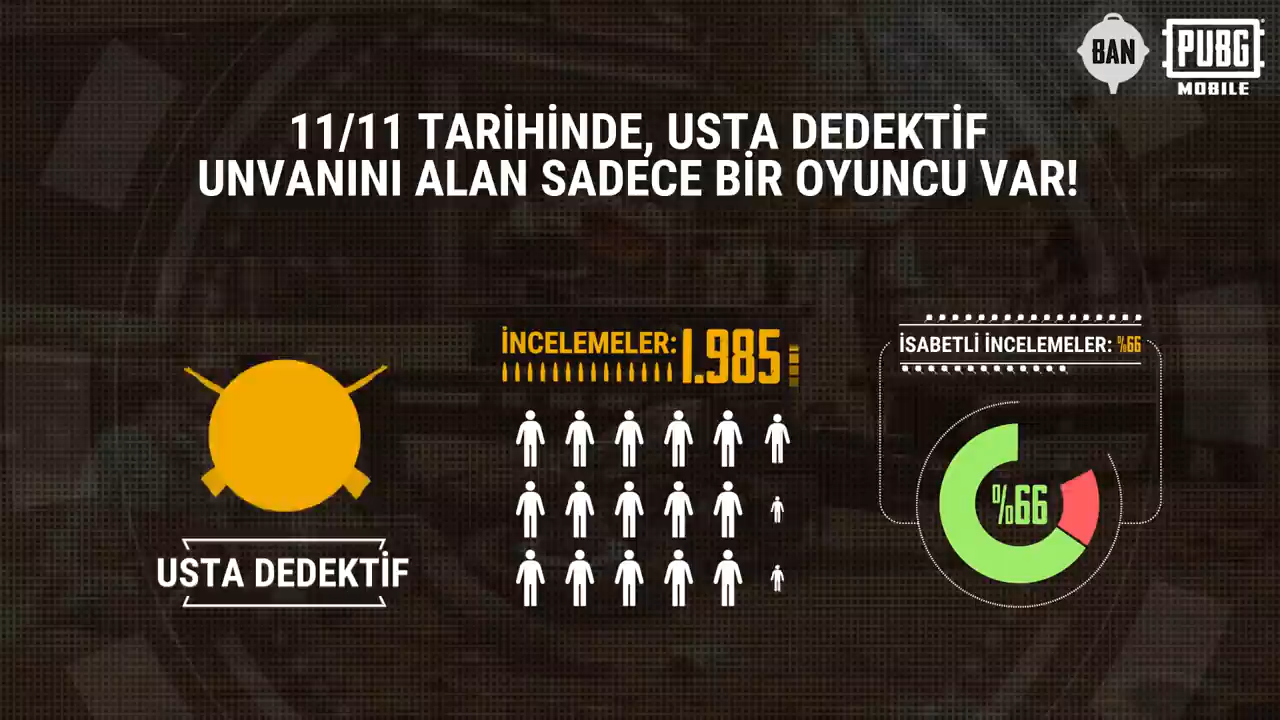 BAN
PUBG
MOBILE
11/11 TARİHİNDE, USTA DEDEKTİF
UNVANINI ALAN SADECE BİR OYUNCU VAR!
İNCELEMELER: 1.985
İSABETLİ İNCELEMELER: %66
%66
USTA DEDEKTİF